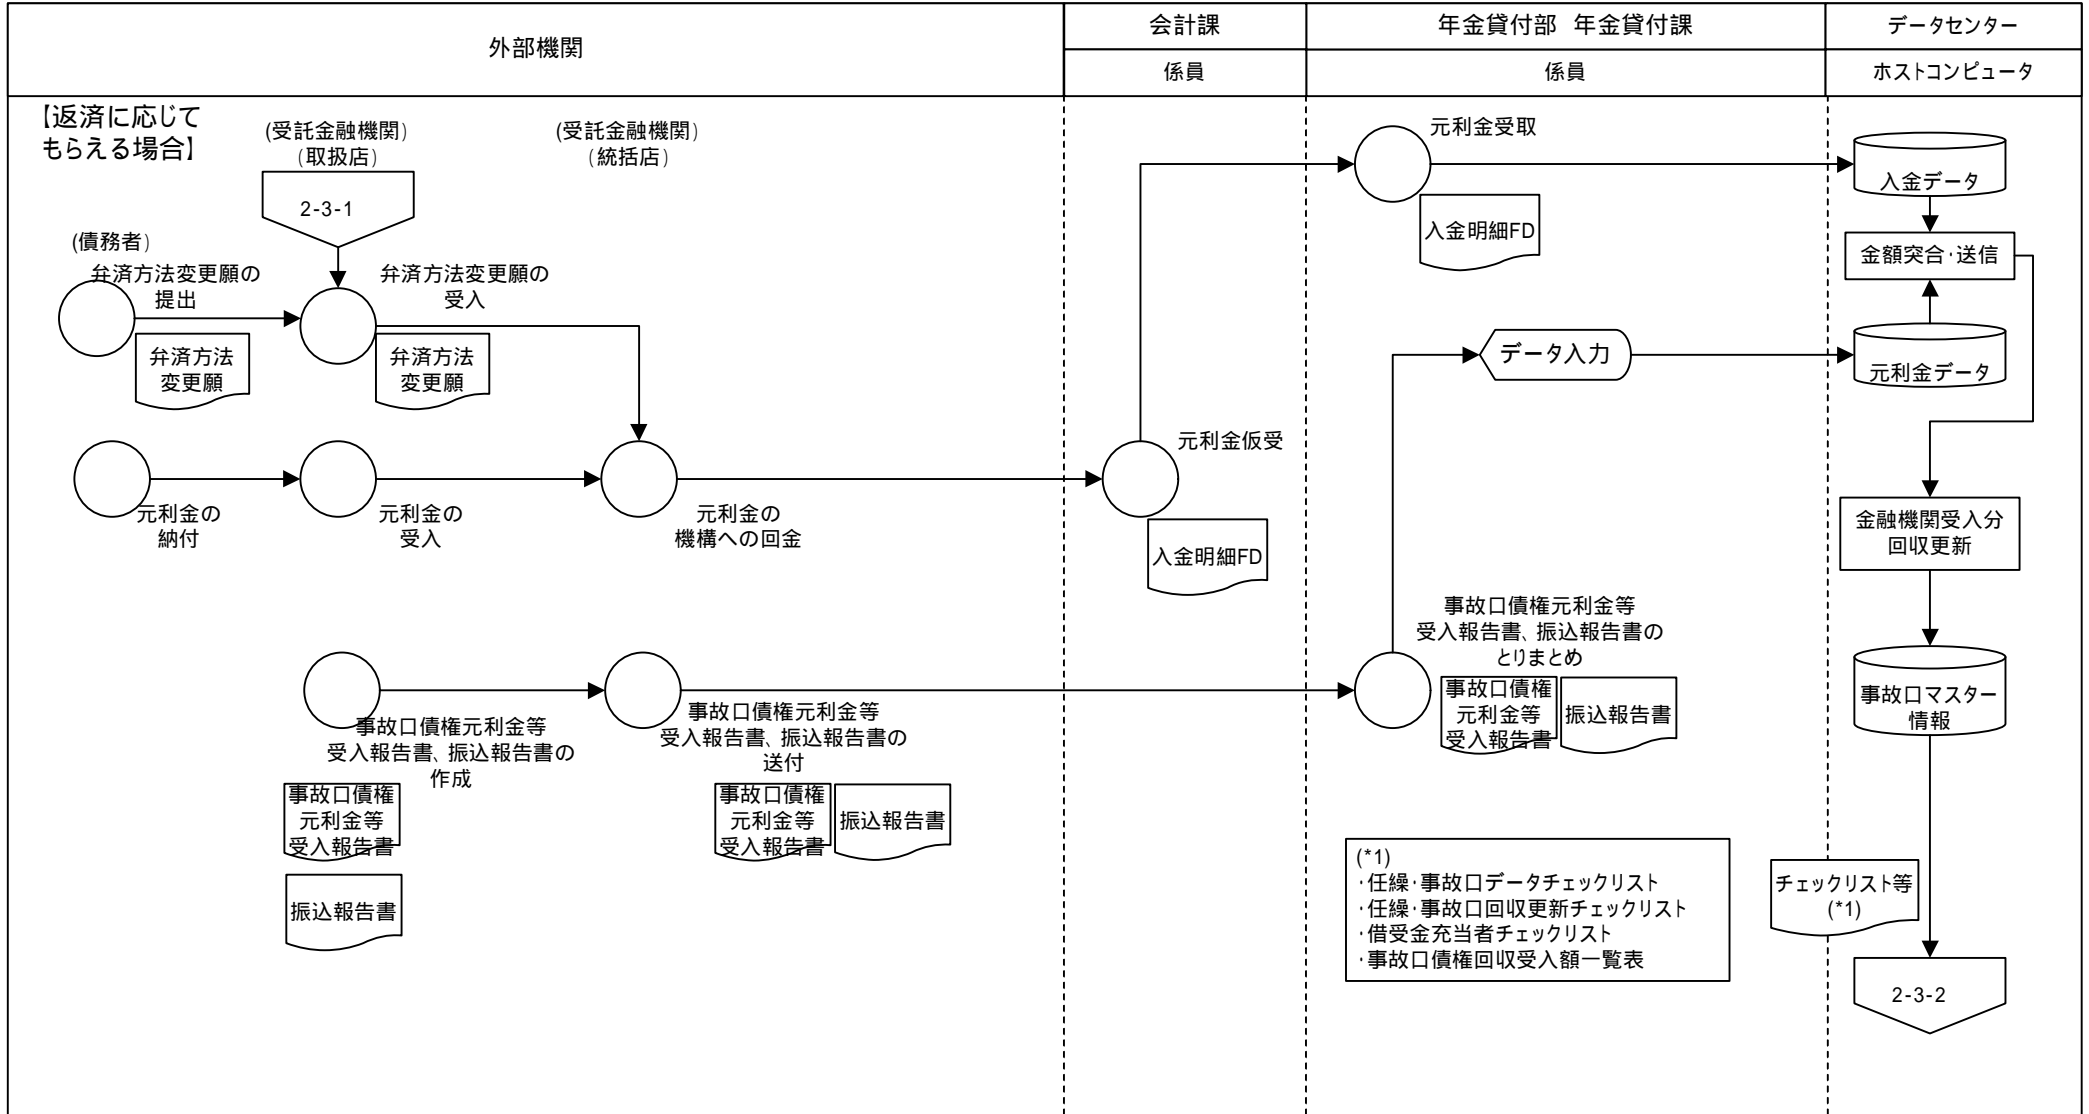 外部機関
会計課
年金貸付部 年金貸付課
データセンター
係員
係員
ホストコンピュータ
【返済に応じて
もらえる場合】
(受託金融機関)
(取扱店)
(受託金融機関)
(統括店)
2-3-1
(債務者)
弁済方法変更願の
提出
弁済方法
変更願
弁済方法変更願の
受入
弁済方法
変更願
元利金の
納付
元利金の
受入
元利金の
機構への回金
元利金仮受
入金明細FD
元利金受取
入金明細FD
入金データ
金額突合・送信
データ入力
元利金データ
金融機関受入分
回収更新
事故口債権元利金等
受入報告書、振込報告書の
作成
事故口債権
元利金等
受入報告書
振込報告書
事故口債権元利金等
受入報告書、振込報告書の
送付
事故口債権
元利金等
受入報告書
振込報告書
事故口債権元利金等
受入報告書、振込報告書の
とりまとめ
事故口債権
元利金等
受入報告書
振込報告書
事故口マスター
情報
(*1)
・任繰・事故口データチェックリスト
・任繰・事故口回収更新チェックリスト
・借受金充当者チェックリスト
・事故口債権回収受入額一覧表
チェックリスト等
(*1)
2-3-2